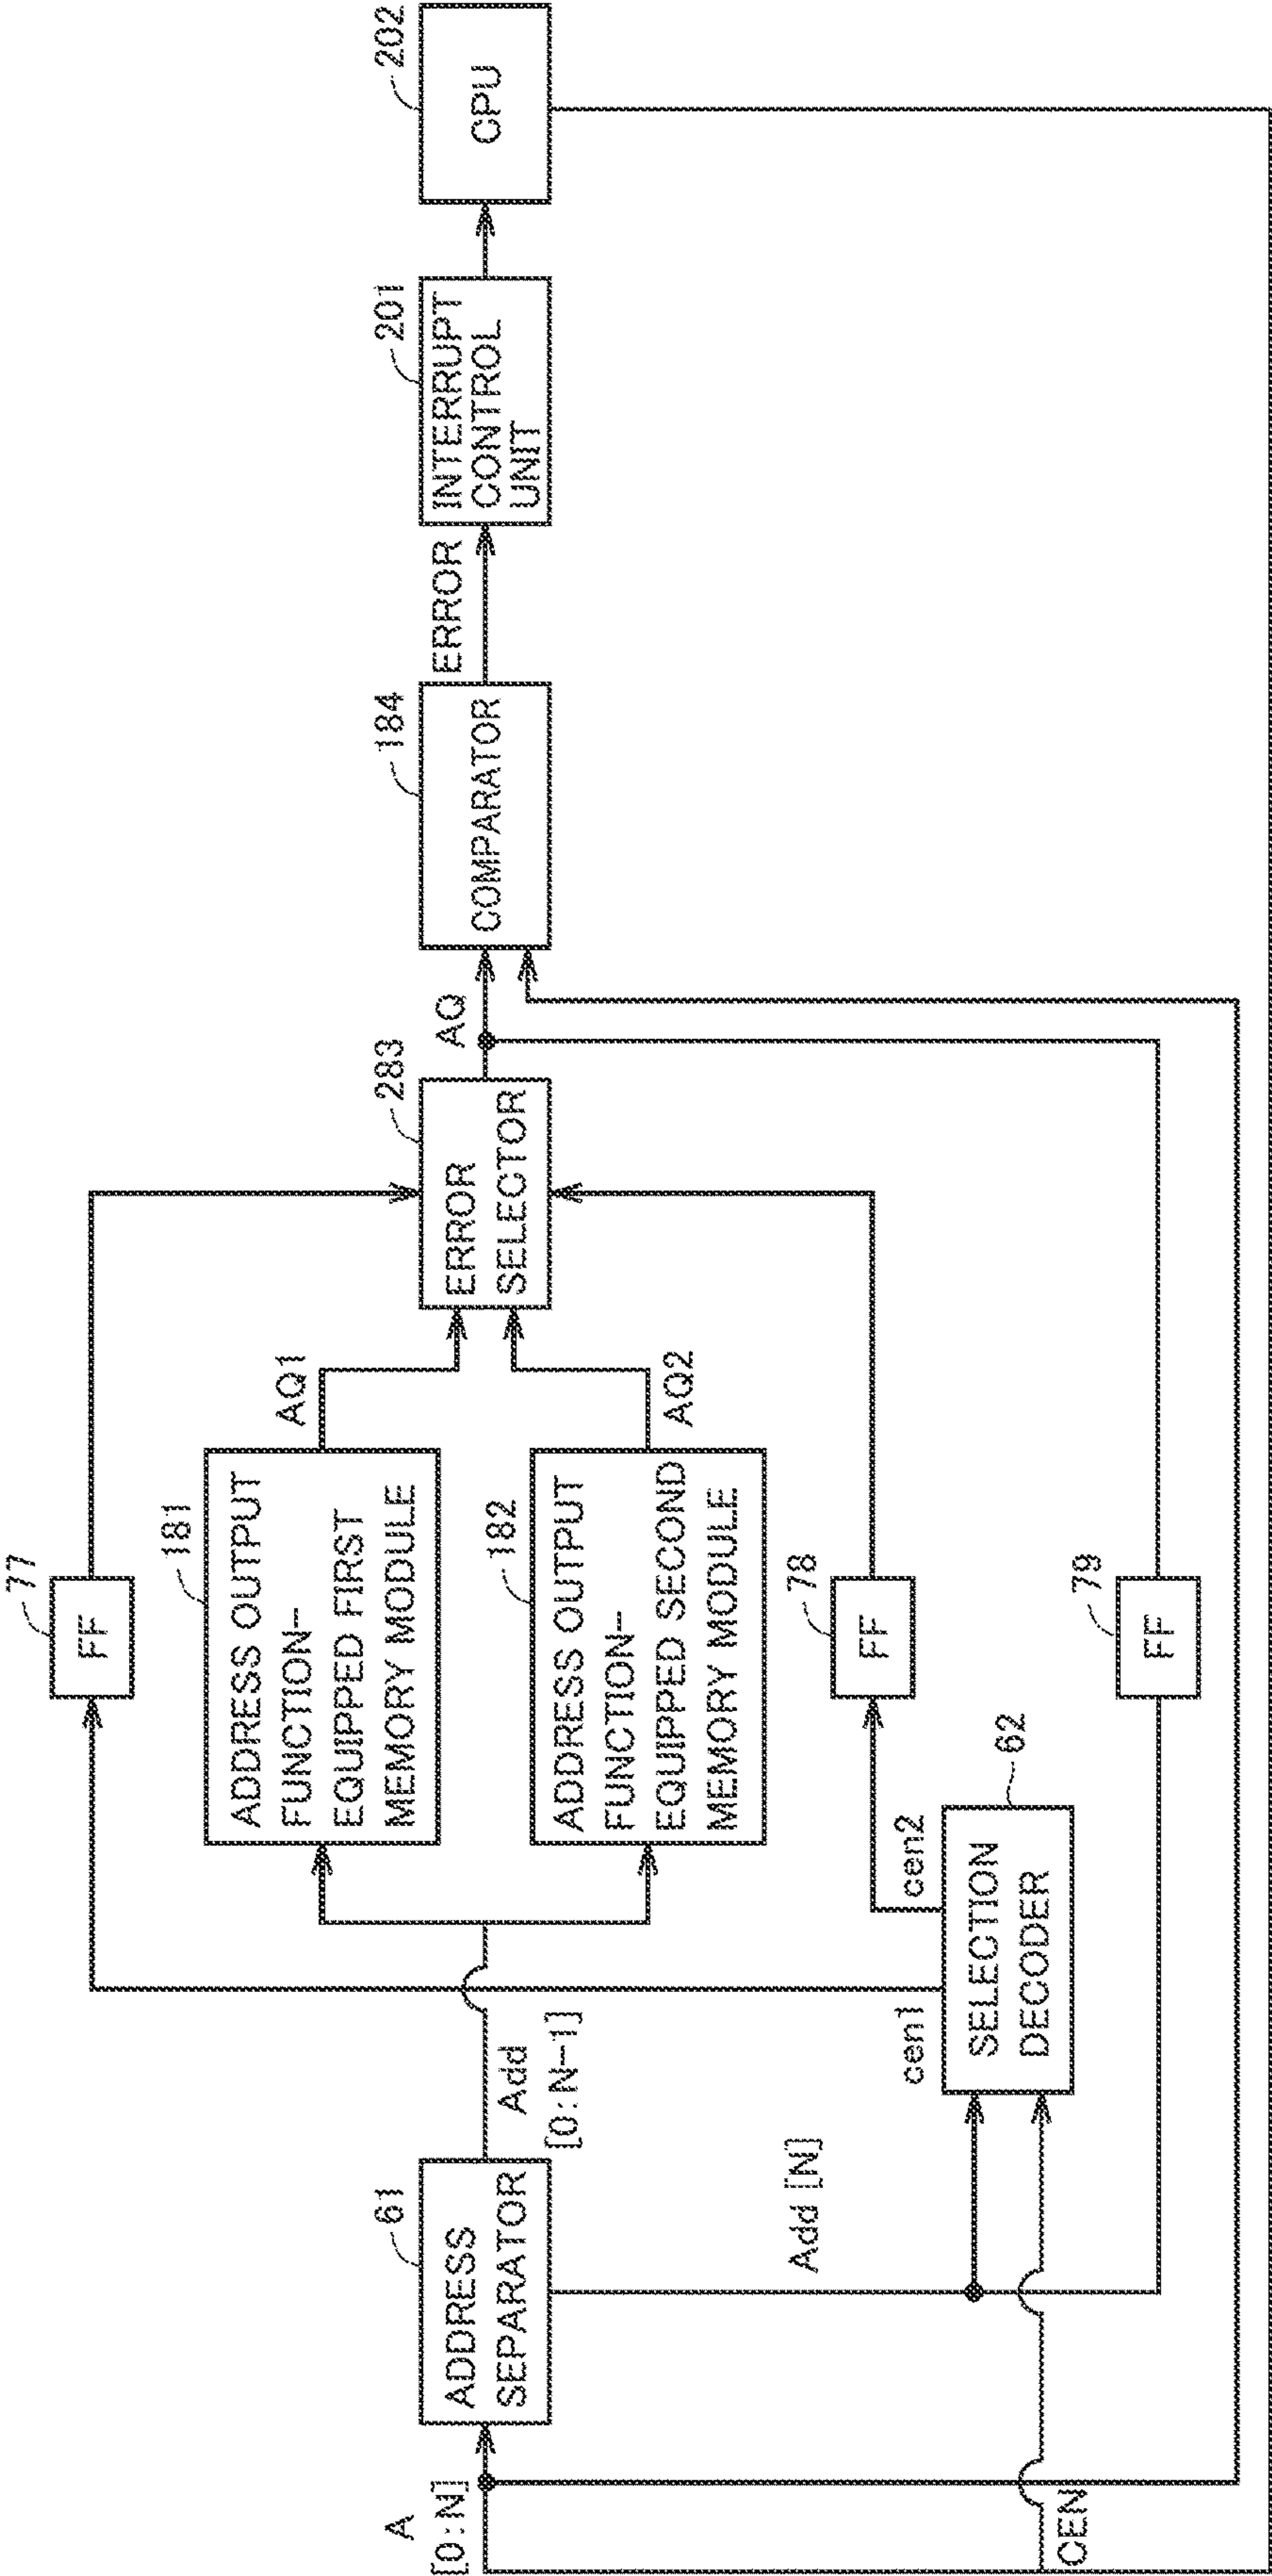 A
[0:N]
61
ADDRESS
SEPARATOR
Add
[0:N-1]
Add [N]
CEN
cen1
cen2
62
SELECTION
DECODER
77
FF
181
ADDRESS OUTPUT
FUNCTION-
EQUIPPED FIRST
MEMORY MODULE
182
ADDRESS OUTPUT
FUNCTION-
EQUIPPED SECOND
MEMORY MODULE
78
FF
79
FF
AQ1
AQ2
283
ERROR
SELECTOR
AQ
184
COMPARATOR
ERROR
201
INTERRUPT
CONTROL
UNIT
202
CPU